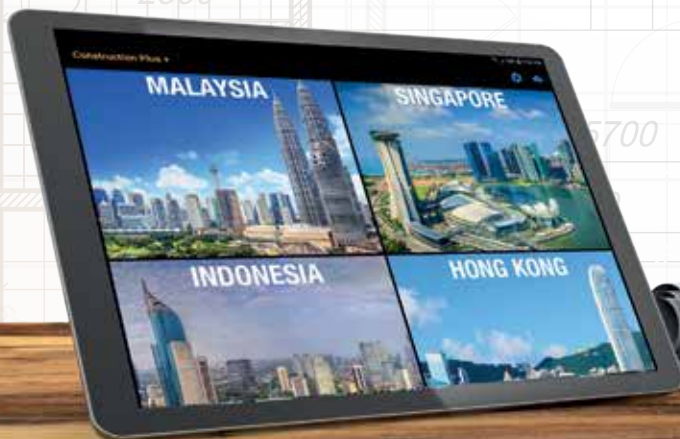 Construction Plus
MALAYSIA
SINGAPORE
INDONESIA
HONG KONG
5700